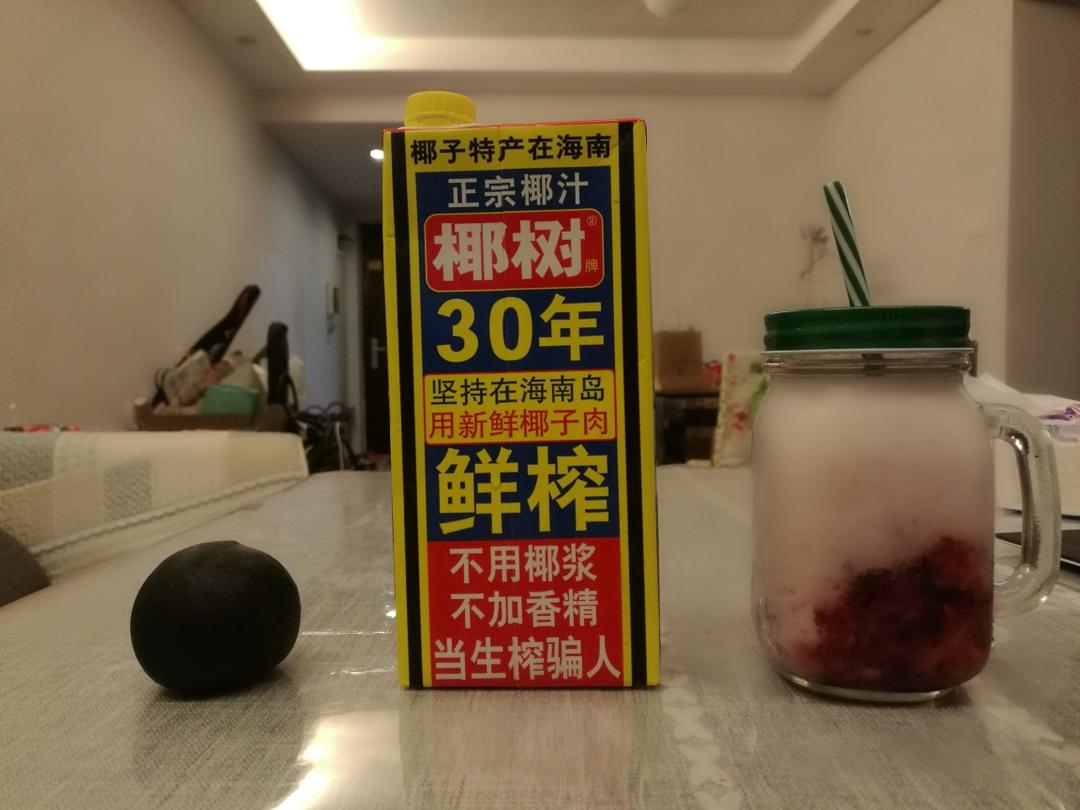 椰子特产在海南
正宗椰汁
椰树®
牌
30年
坚持在海南岛
用新鲜椰子肉
鲜榨
不用椰浆
不加香精
当生榨骗人